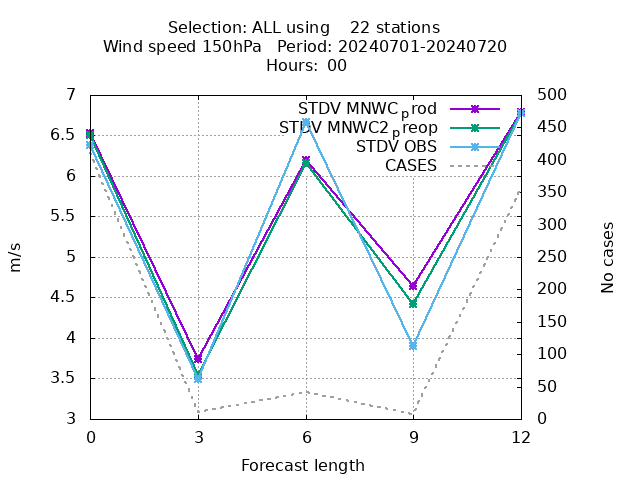 Selection: ALL using    22 stations
Wind speed 150hPa   Period: 20240701-20240720
Hours: 00
STDV MNWC_prod
STDV MNWC2_preop
STDV OBS
CASES
7
6.5
6
5.5
5
4.5
4
3.5
3
m/s
500
450
400
350
300
250
200
150
100
50
0
No cases
0 3 6 9 12
Forecast length